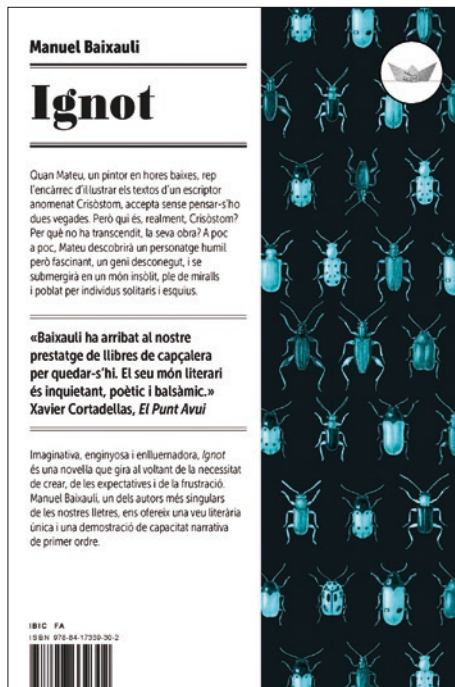 Manuel Baixauli
Ignot
Quan Mateu, un pintor en hores baixes, rep
l'encàrrec d'il·lustrar els textos d'un escriptor
anomenat Crisòstom, accepta sense pensar-s'ho
dues vegades. Però qui és, realment, Crisòstom?
Per què no ha transcendit, la seva obra? A poc
a poc, Mateu descobrirà un personatge humil
però fascinant, un geni desconegut, i se
submergirà en un món insòlit, ple de miralls
i poblat per individus solitaris i esquius.
«Baixauli ha arribat al nostre
prestatge de llibres de capçalera
per quedar-s'hi. El seu món literari
és inquietant, poètic i balsàmic.»
Xavier Cortadellas, El Punt Avui
Imaginativa, enginyosa i enlluernadora, Ignot
és una novel·la que gira al voltant de la necessitat
de crear, de les expectatives i de la frustració.
Manuel Baixauli, un dels autors més singulars
de les nostres lletres, ens ofereix una veu literària
única i una demostració de capacitat narrativa
de primer ordre.
IBIC FA
ISBN 978-84-17339-30-2